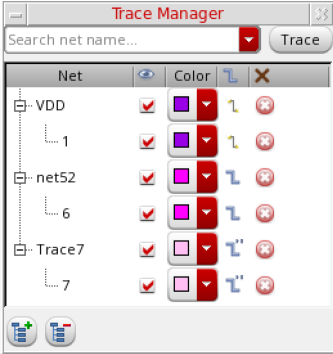 Trace Manager
Search net name...
Trace
Net Color
VDD
1
net52
6
Trace7
7